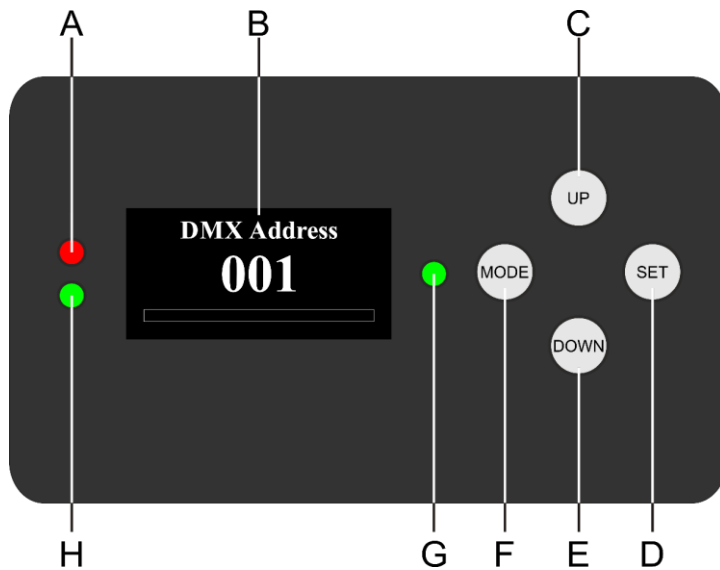 A B C
UP
DMX Address
001
MODE SET
DOWN
H G F E D